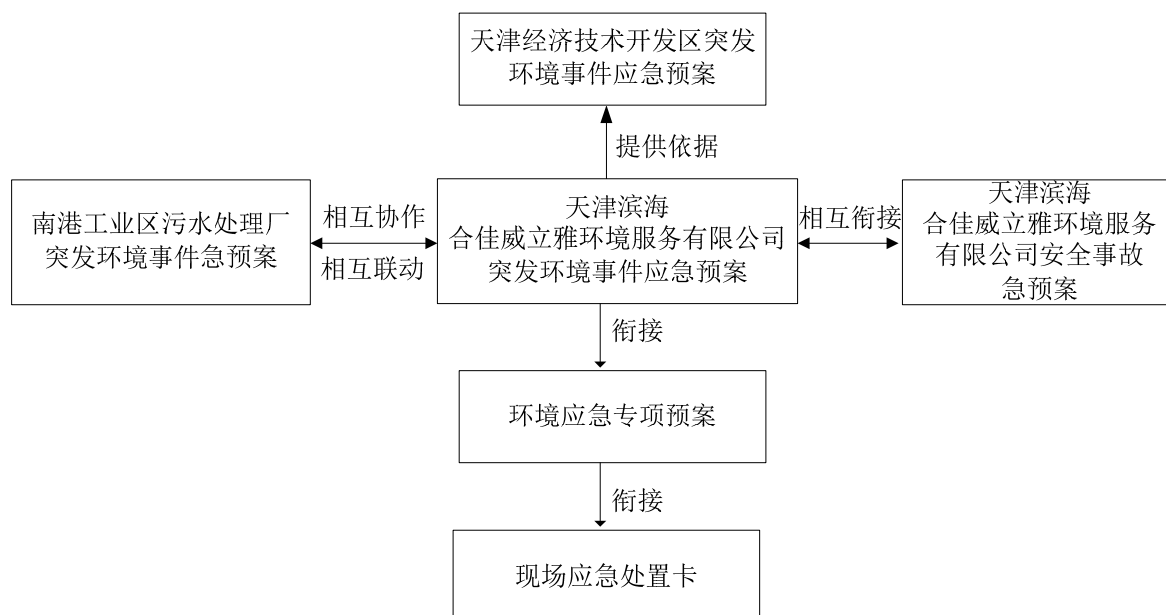 天津经济技术开发区突发
环境事件应急预案
提供依据
南港工业区污水处理厂
突发环境事件急预案
相互协作
相互联动
天津滨海
合佳威立雅环境服务有限公司
突发环境事件应急预案
相互衔接
天津滨海
合佳威立雅环境服务
有限公司安全事故
急预案
衔接
环境应急专项预案
衔接
现场应急处置卡